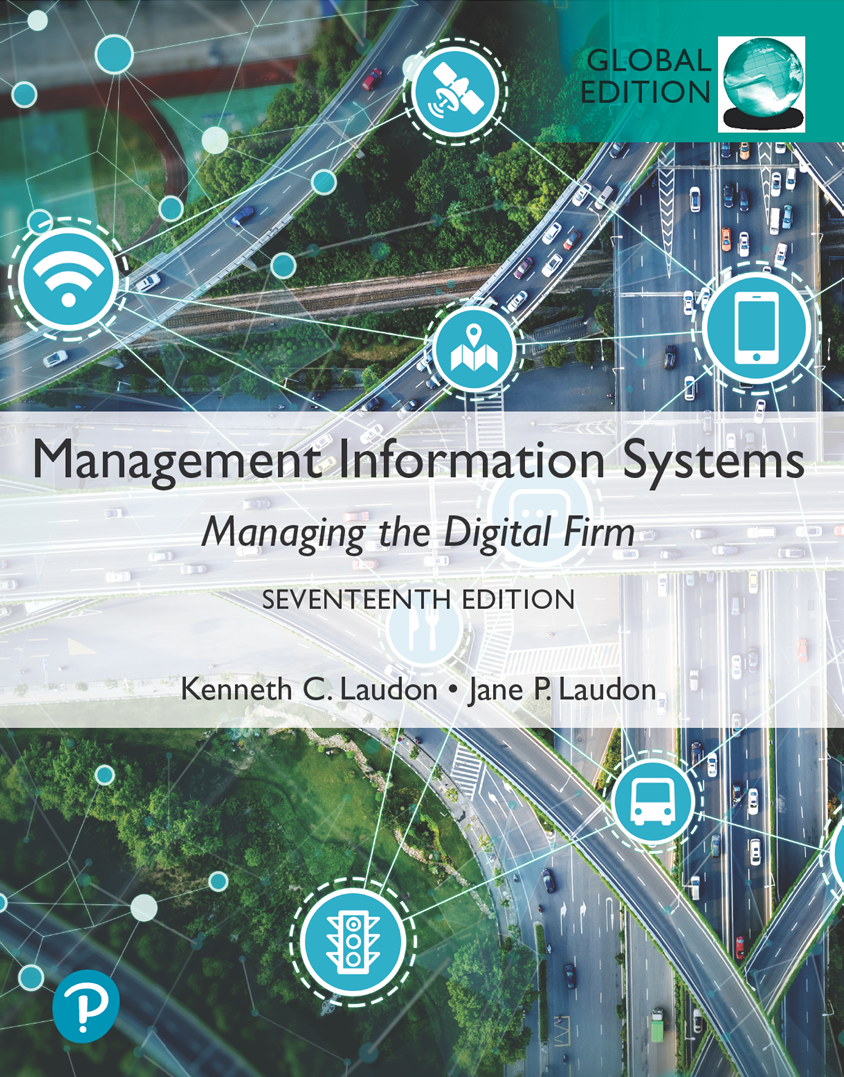 GLOBAL
EDITION
Management Information Systems
Managing the Digital Firm
SEVENTEENTH EDITION
Kenneth C. Laudon • Jane P. Laudon
P